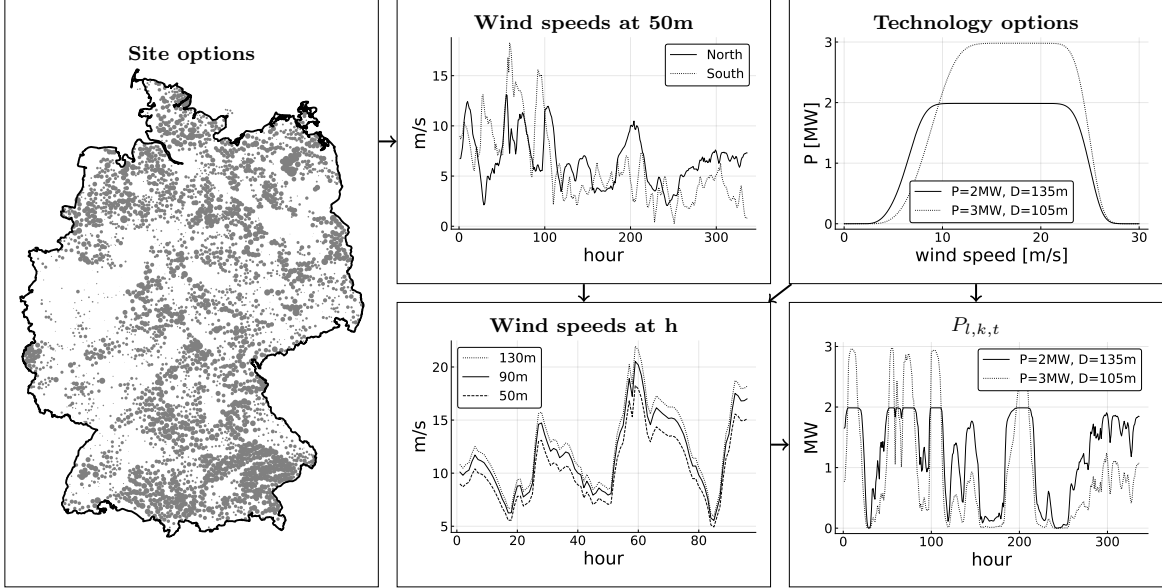 Site options
Wind speeds at 50m
North
South
15
10
5
0
m/s
0 100 200 300
hour
Technology options
3
2
1
0
P [MW]
P=2MW, D=135m
P=3MW, D=105m
0 10 20 30
wind speed [m/s]
Wind speeds at h
130m
90m
50m
20
15
10
5
m/s
0 20 40 60 80
hour
P_{l,k,t}
P=2MW, D=135m
P=3MW, D=105m
3
2
1
0
MW
0 100 200 300
hour